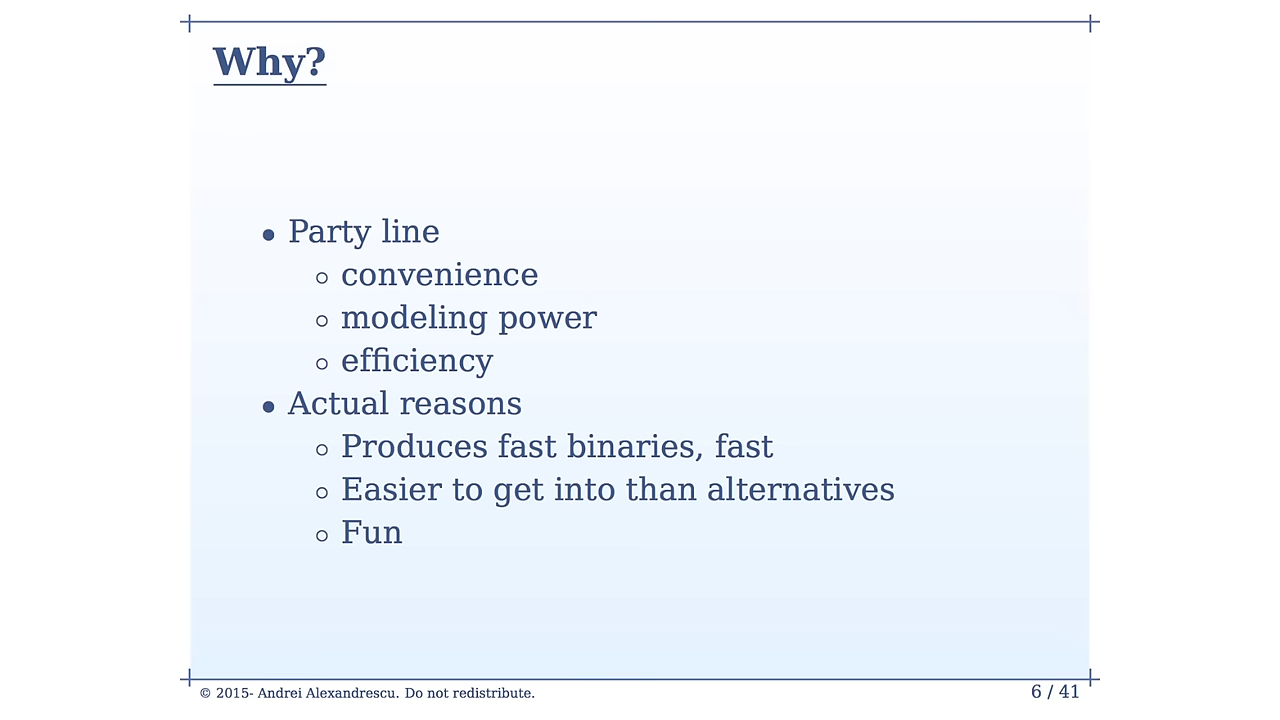 Why?
• Party line
◦ convenience
◦ modeling power
◦ efficiency
• Actual reasons
◦ Produces fast binaries, fast
◦ Easier to get into than alternatives
◦ Fun
© 2015- Andrei Alexandrescu. Do not redistribute.
6 / 41